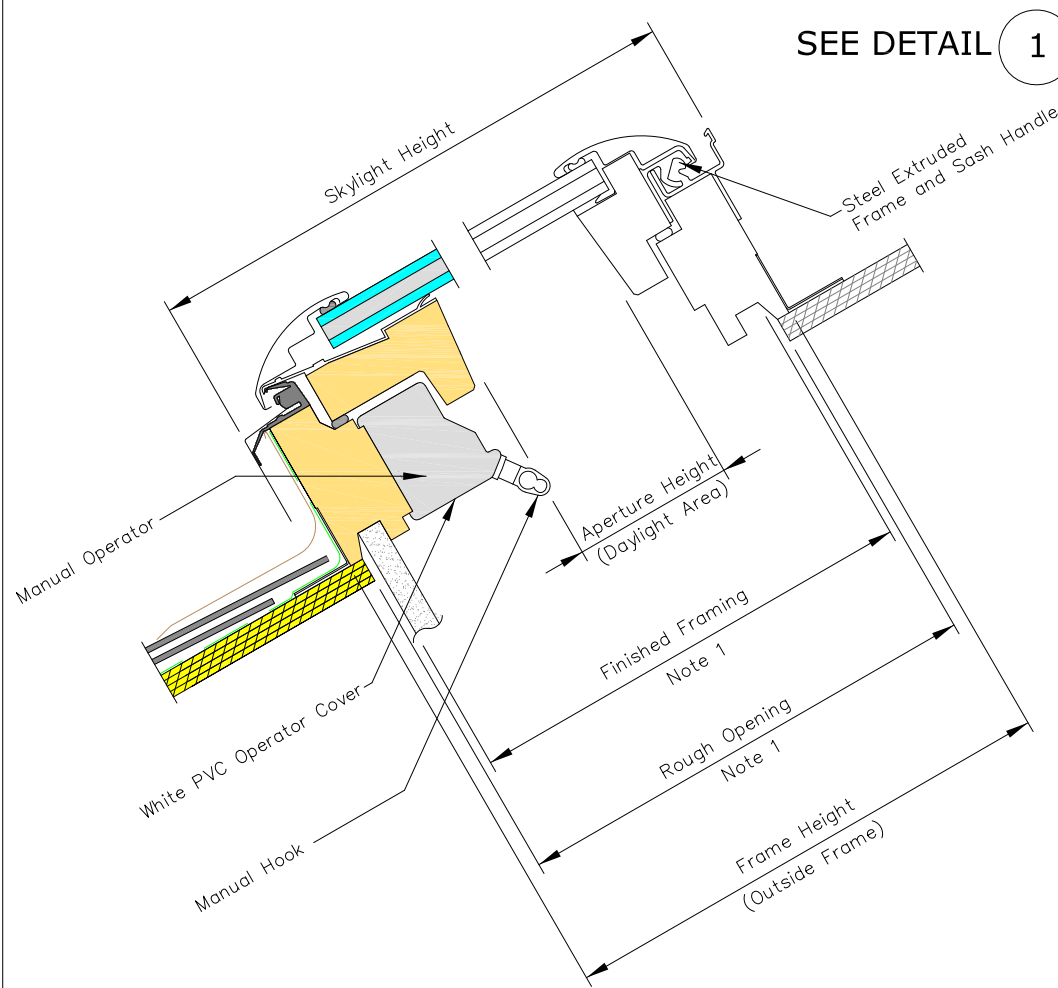 SEE DETAIL 1
Skylight Height
Steel Extruded
Frame and Sash Handle
Manual Operator
Aperture Height
(Daylight Area)
White PVC Operator Cover
Manual Hook
Finished Framing
Note 1
Rough Opening
Note 1
Frame Height
(Outside Frame)